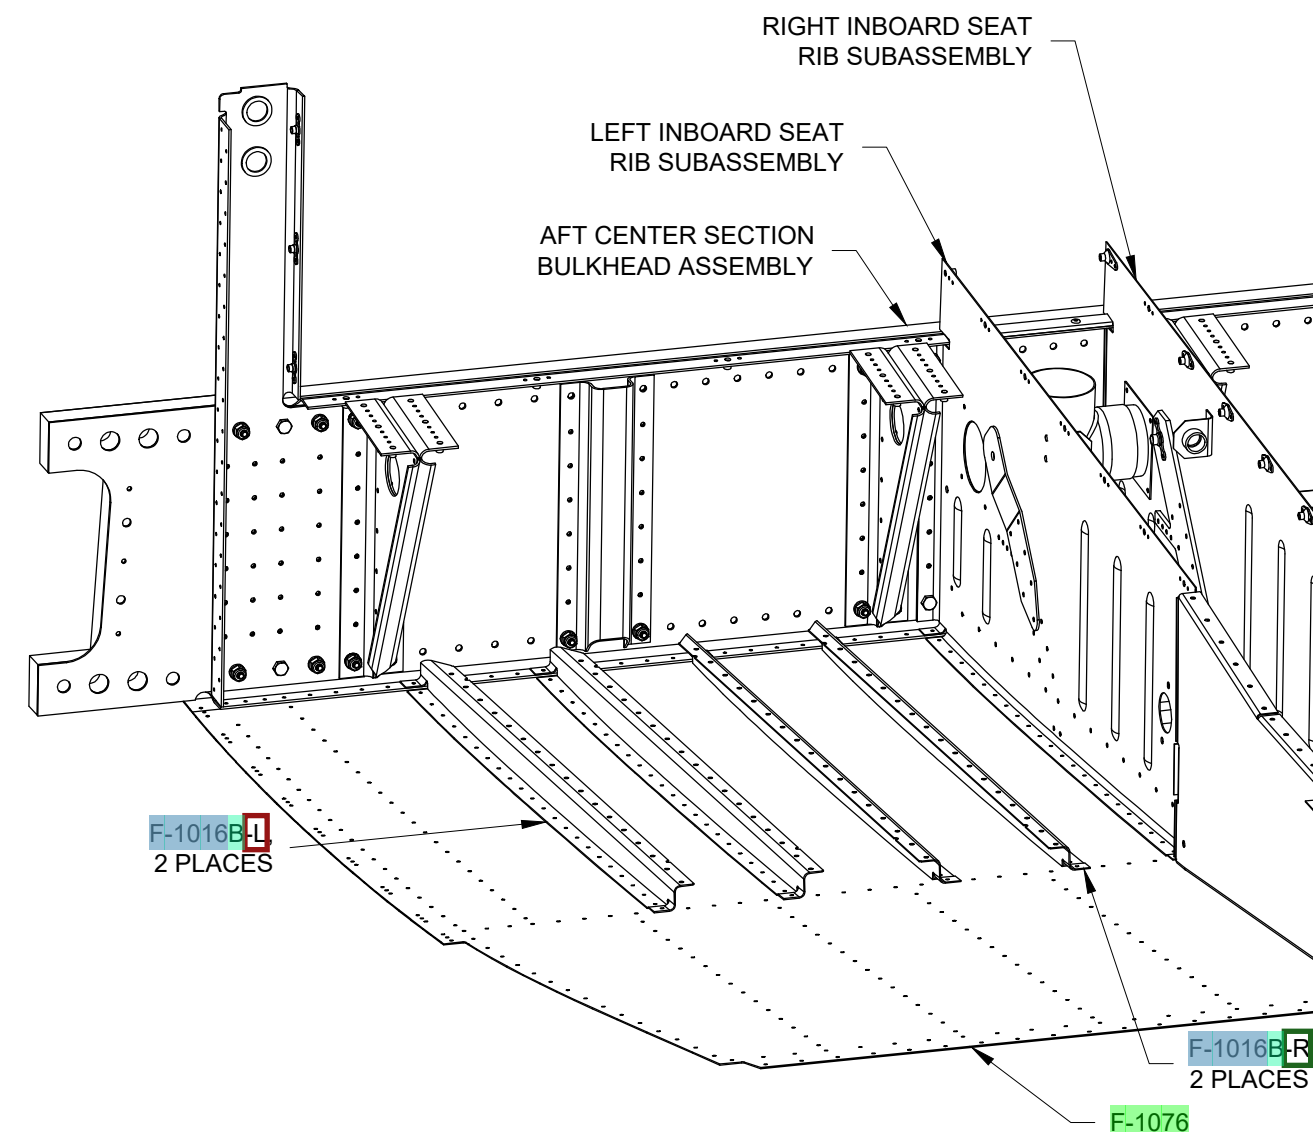 RIGHT INBOARD SEAT
RIB SUBASSEMBLY
LEFT INBOARD SEAT
RIB SUBASSEMBLY
AFT CENTER SECTION
BULKHEAD ASSEMBLY
F-1016B-L,
2 PLACES
F-1016B-R
2 PLACES
F-1076